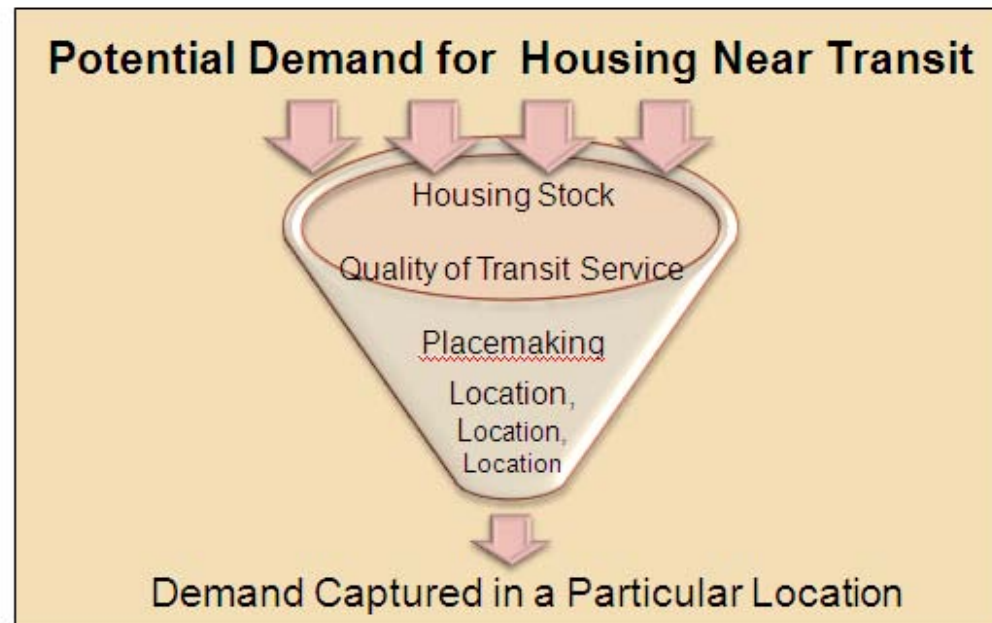 Potential Demand for Housing Near Transit
Housing Stock
Quality of Transit Service
Placemaking
Location,
Location,
Location
Demand Captured in a Particular Location